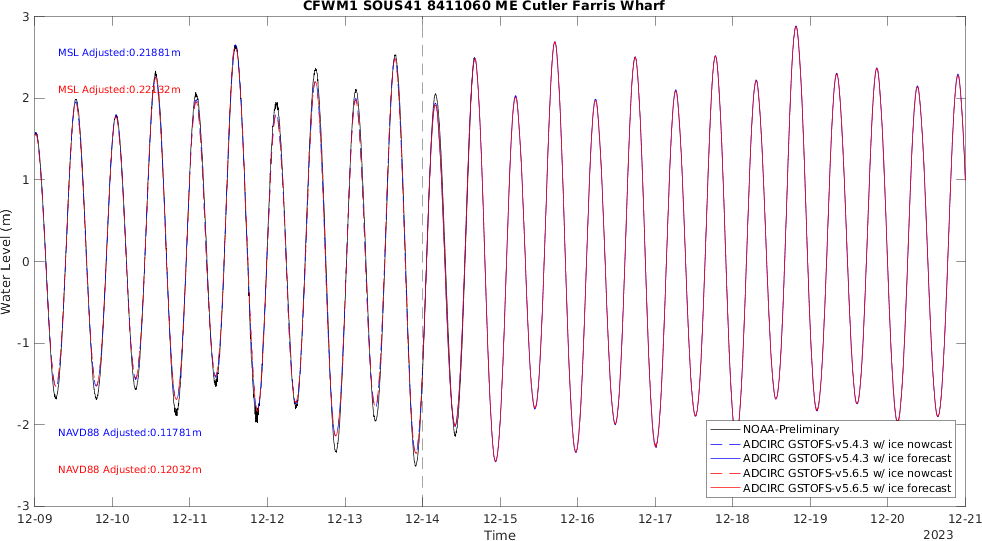 CFWM1 SOUS41 8411060 ME Cutler Farris Wharf
3
2
1
0
-1
-2
-3
Water Level (m)
MSL Adjusted:0.21881m
MSL Adjusted:0.22132m
NAVD88 Adjusted:0.11781m
NAVD88 Adjusted:0.12032m
NOAA-Preliminary
ADCIRC GSTOFS-v5.4.3 w/ ice nowcast
ADCIRC GSTOFS-v5.4.3 w/ ice forecast
ADCIRC GSTOFS-v5.6.5 w/ ice nowcast
ADCIRC GSTOFS-v5.6.5 w/ ice forecast
12-09 12-10 12-11 12-12 12-13 12-14 12-15 12-16 12-17 12-18 12-19 12-20 12-21
Time
2023